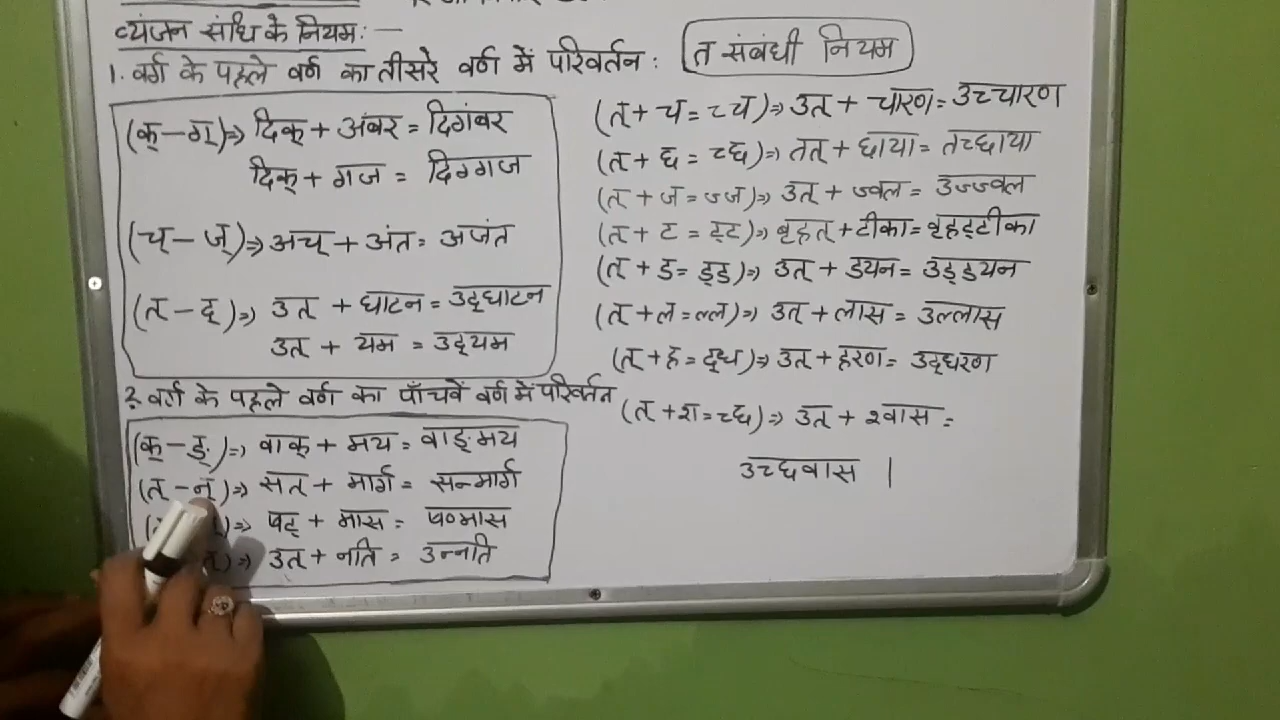 व्यंजन संधि के नियम: —
1. वर्ग के पहले वर्ण का तीसरे वर्ण में परिवर्तन :
(क् - ग्) ⇒ दिक् + अंबर = दिगंबर
दिक् + गज = दिग्गज
(च् - ज्) ⇒ अच् + अंत = अजंत
(त् - द्) ⇒ उत् + घाटन = उद्घाटन
उत् + यम = उद्यम
2. वर्ग के पहले वर्ण का पाँचवें वर्ण में परिवर्तन
(क् - ङ्) ⇒ वाक् + मय = वाङ्मय
(त् - न्) ⇒ सत् + मार्ग = सन्मार्ग
⇒ षट् + मास = षण्मास
⇒ उत् + नति = उन्नति
त संबंधी नियम
(त् + च = च्च) ⇒ उत् + चारण = उच्चारण
(त् + छ = च्छ) ⇒ तत् + छाया = तच्छाया
(त् + ज = ज्ज) ⇒ उत् + ज्वल = उज्ज्वल
(त् + ट = ट्ट) ⇒ बृहत् + टीका = बृहट्टीका
(त् + ड = ड्ड) ⇒ उत् + डयन = उड्डयन
(त् + ल = ल्ल) ⇒ उत् + लास = उल्लास
(त् + ह = द्ध) ⇒ उत् + हरण = उद्धरण
(त् + श = च्छ) ⇒ उत् + श्वास =
उच्छवास |